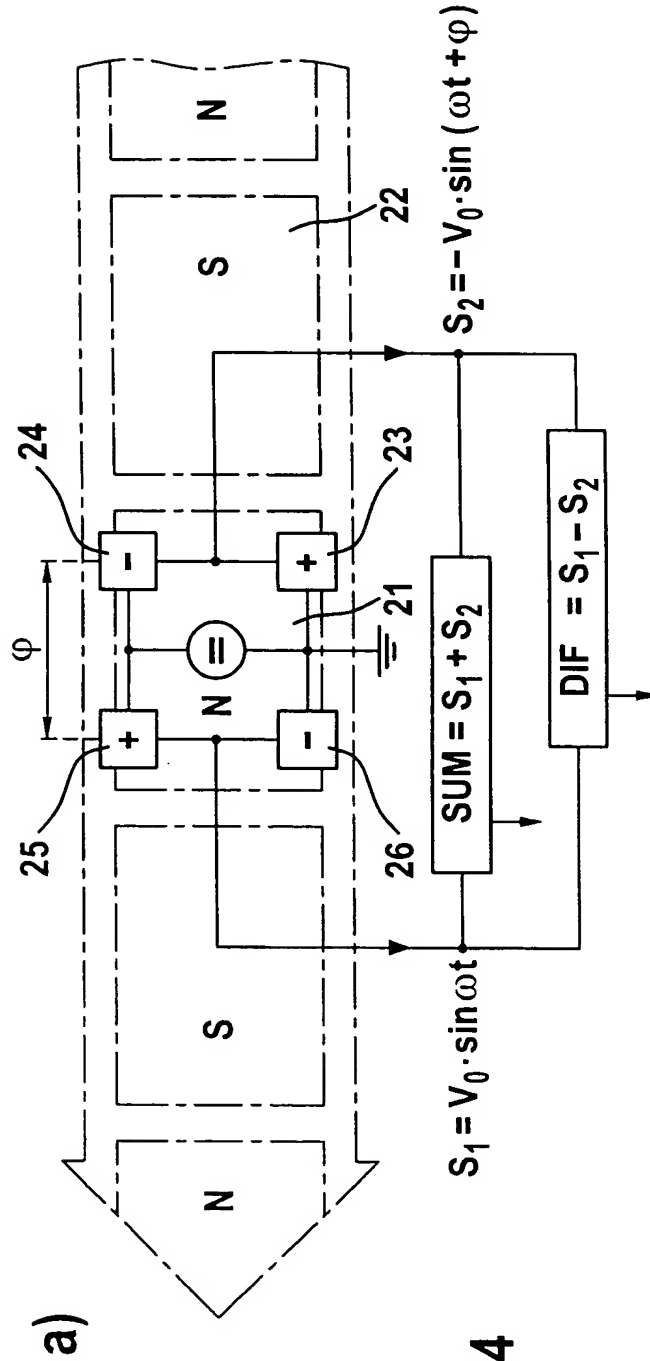 a)
N
S
N
S
N
25
φ
24
22
+
-
=
21
-
+
26
23
S₁ = V₀ · sin ωt
S₂ = - V₀ · sin (ωt + φ)
SUM = S₁ + S₂
DIF = S₁ - S₂
4